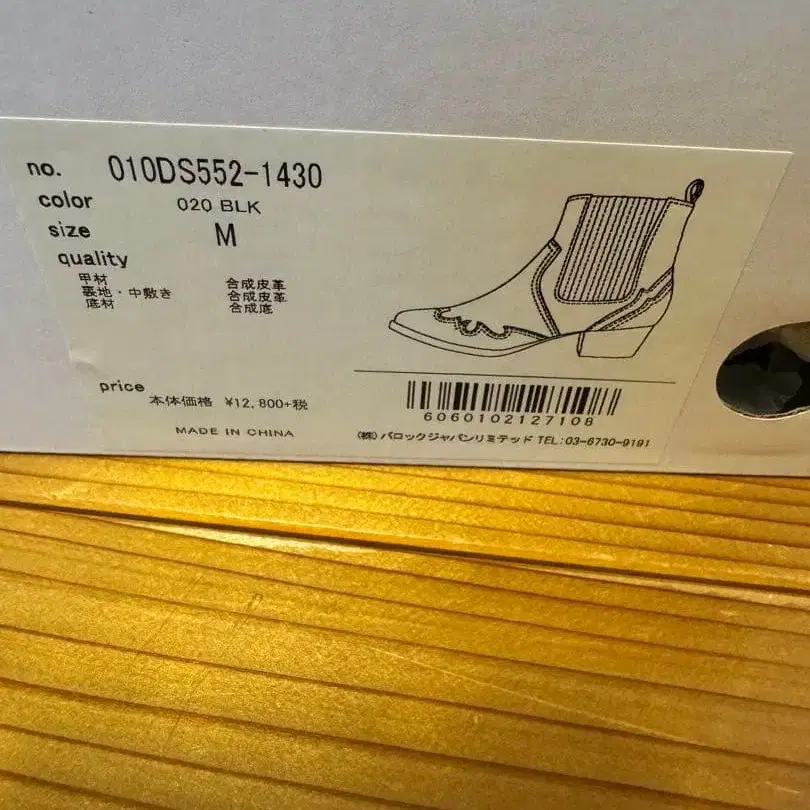 no. 010DS552-1430
color 020 BLK
size M
quality
甲材 合成皮革
裏地・中敷き 合成皮革
底材 合成底
price 本体価格 ¥12,800+税
MADE IN CHINA
6060102127108
(株) バロックジャパンリミテッド TEL:03-6730-9191